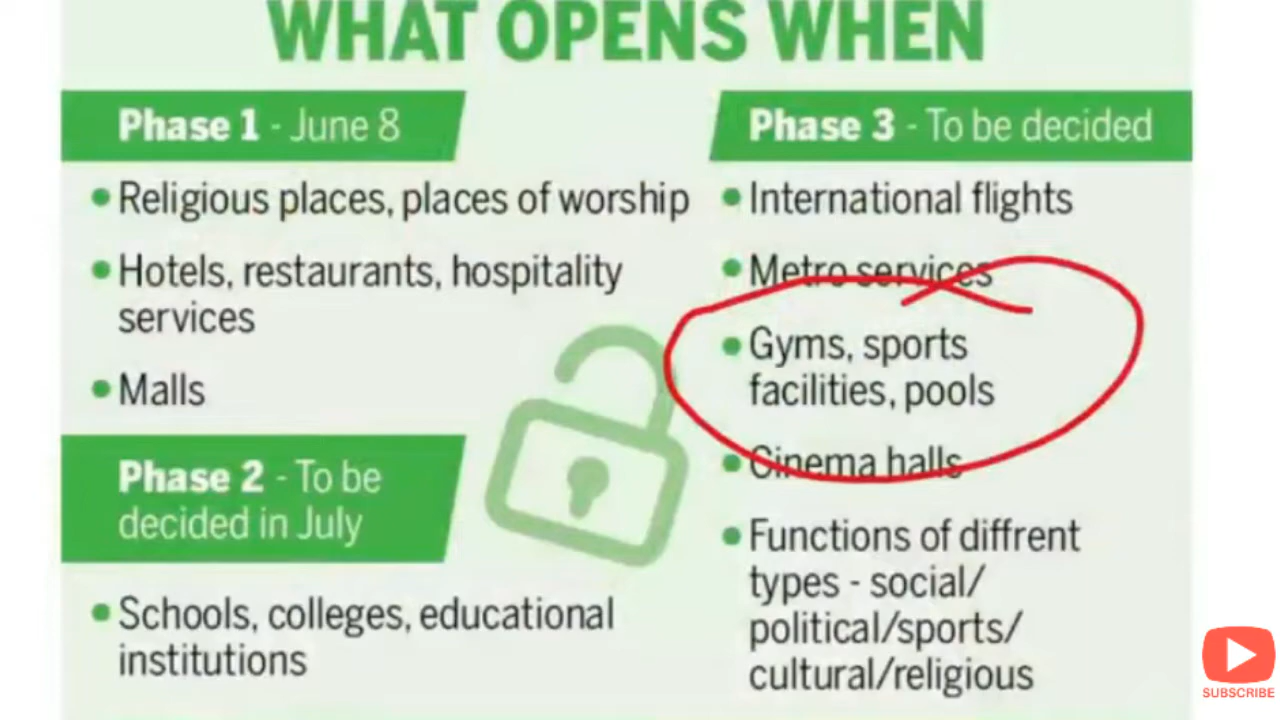 WHAT OPENS WHEN
Phase 1 - June 8
• Religious places, places of worship
• Hotels, restaurants, hospitality
services
• Malls
Phase 2 - To be
decided in July
• Schools, colleges, educational
institutions
Phase 3 - To be decided
• International flights
• Metro services
• Gyms, sports
facilities, pools
• Cinema halls
• Functions of diffrent
types - social/
political/sports/
cultural/religious
SUBSCRIBE